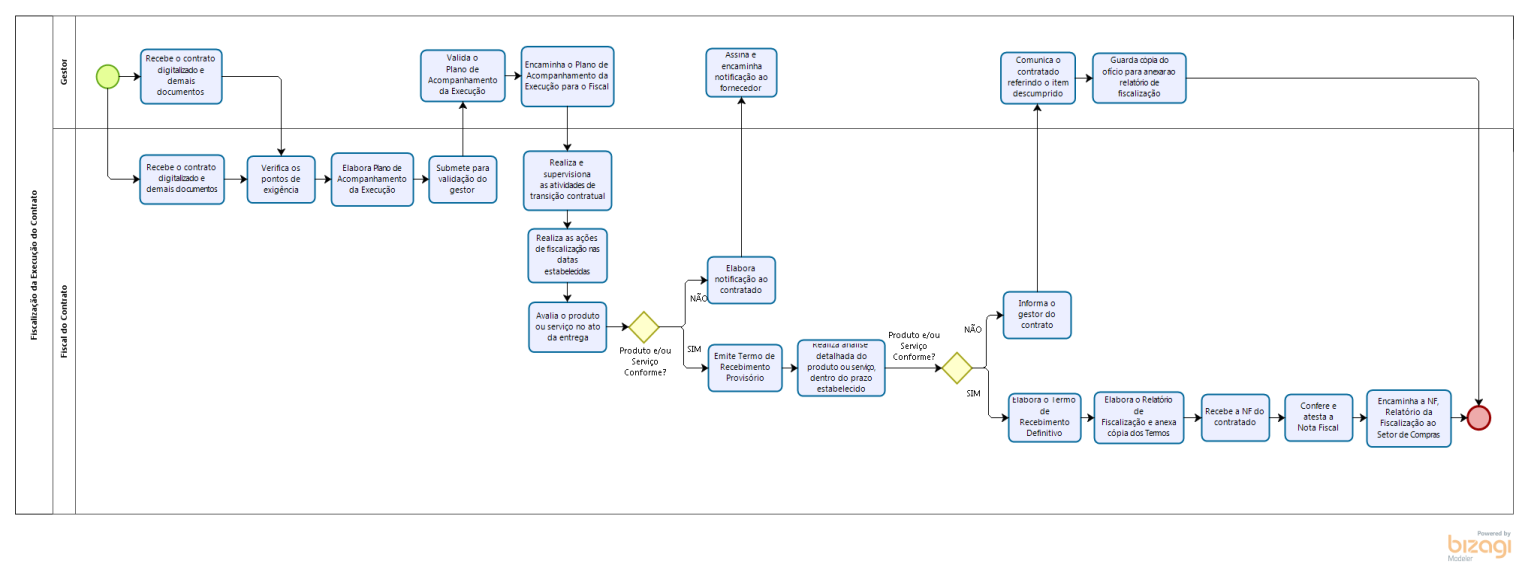 Fiscalização da Execução do Contrato
Gestor
Recebe o contrato
digitalizado e
demais
documentos
Valida o
Plano de
Acompanhamento
da Execução
Encaminha o Plano de
Acompanhamento da
Execução para o Fiscal
Assina e
encaminha
notificação ao
fornecedor
Comunica o
contratado
referindo o item
descumprido
Guarda cópia do
ofício para anexar ao
relatório de
fiscalização
Fiscal do Contrato
Recebe o contrato
digitalizado e
demais documentos
Verifica os
pontos de
exigência
Elabora Plano de
Acompanhamento
da Execução
Submete para
validação do
gestor
Realiza e
supervisiona
as atividades de
transição contratual
Realiza as ações
de fiscalização nas
datas
estabelecidas
Avalia o produto
ou serviço no ato
da entrega
Produto e/ou
Serviço
Conforme?
NÃO
Elabora
notificação ao
contratado
SIM
Emite Termo de
Recebimento
Provisório
Realiza análise
detalhada do
produto ou serviço,
dentro do prazo
estabelecido
Produto e/ou
Serviço
Conforme?
NÃO
Informa o
gestor do
contrato
SIM
Elabora o Termo
de
Recebimento
Definitivo
Elabora o Relatório
de
Fiscalização e anexa
cópia dos Termos
Recebe a NF do
contratado
Confere e
atesta a
Nota Fiscal
Encaminha a NF,
Relatório da
Fiscalização ao
Setor de Compras
Powered by
bizagi
Modeler